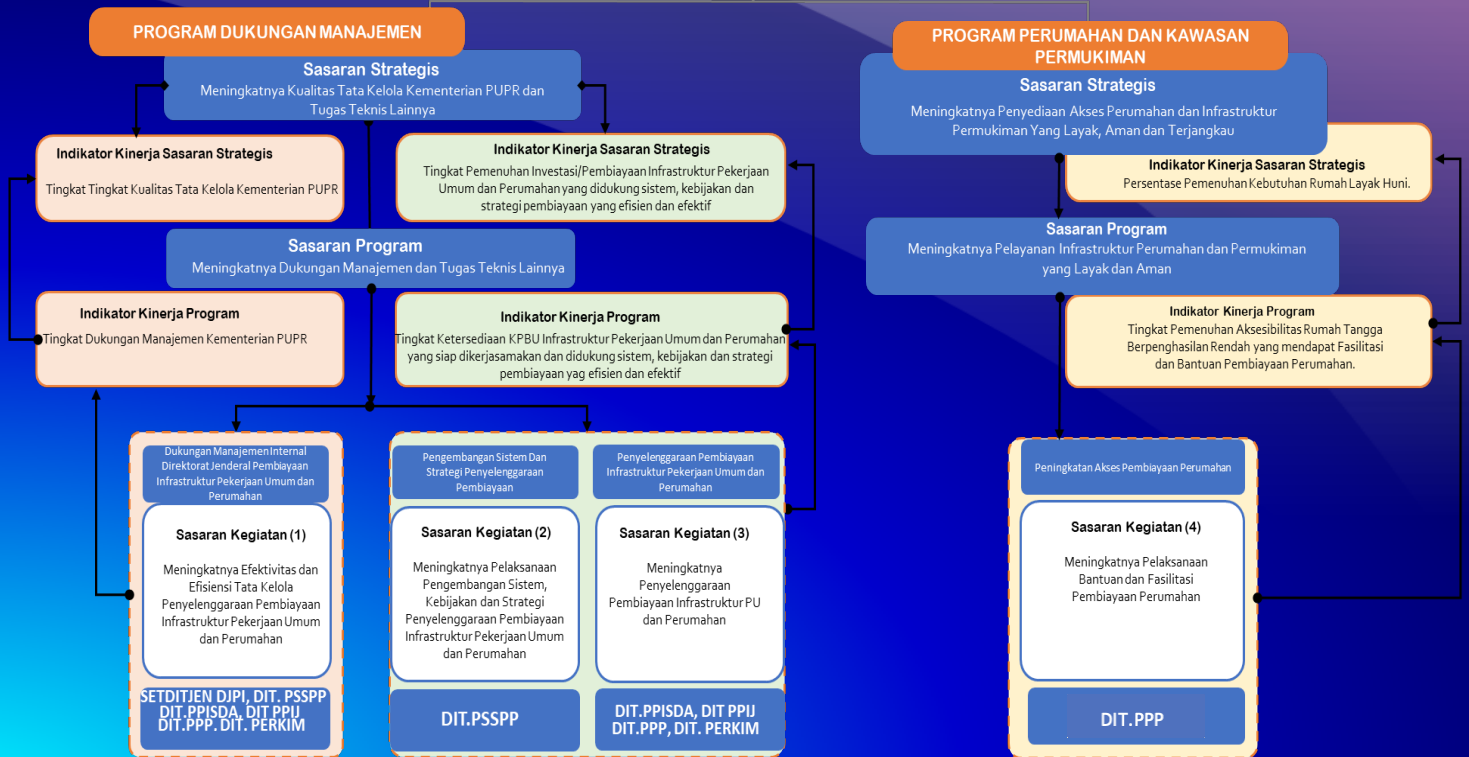 PROGRAM DUKUNGAN MANAJEMEN
Sasaran Strategis
Meningkatnya Kualitas Tata Kelola Kementerian PUPR dan
Tugas Teknis Lainnya
Indikator Kinerja Sasaran Strategis
Tingkat Tingkat Kualitas Tata Kelola Kementerian PUPR
Indikator Kinerja Sasaran Strategis
Tingkat Pemenuhan Investasi/Pembiayaan Infrastruktur Pekerjaan
Umum dan Perumahan yang didukung sistem, kebijakan dan
strategi pembiayaan yang efisien dan efektif
Sasaran Program
Meningkatnya Dukungan Manajemen dan Tugas Teknis Lainnya
Indikator Kinerja Program
Tingkat Dukungan Manajemen Kementerian PUPR
Indikator Kinerja Program
Tingkat Ketersediaan KPBU Infrastruktur Pekerjaan Umum dan Perumahan
yang siap dikerjasamakan dan didukung sistem, kebijakan dan strategi
pembiayaan yag efisien dan efektif
Dukungan Manajemen Internal
Direktorat Jenderal Pembiayaan
Infrastruktur Pekerjaan Umum dan
Perumahan
Sasaran Kegiatan (1)
Meningkatnya Efektivitas dan
Efisiensi Tata Kelola
Penyelenggaraan Pembiayaan
Infrastruktur Pekerjaan Umum
dan Perumahan
SETDITJEN DJPI, DIT. PSSPP
DIT.PPISDA, DIT PPIJ
DIT.PPP. DIT. PERKIM
Pengembangan Sistem Dan
Strategi Penyelenggaraan
Pembiayaan
Sasaran Kegiatan (2)
Meningkatnya Pelaksanaan
Pengembangan Sistem,
Kebijakan dan Strategi
Penyelenggaraan Pembiayaan
Infrastruktur Pekerjaan Umum
dan Perumahan
DIT.PSSPP
Penyelenggaraan Pembiayaan
Infrastruktur Pekerjaan Umum dan
Perumahan
Sasaran Kegiatan (3)
Meningkatnya
Penyelenggaraan
Pembiayaan Infrastruktur PU
dan Perumahan
DIT.PPISDA, DIT PPIJ
DIT.PPP, DIT. PERKIM
PROGRAM PERUMAHAN DAN KAWASAN
PERMUKIMAN
Sasaran Strategis
Meningkatnya Penyediaan Akses Perumahan dan Infrastruktur
Permukiman Yang Layak, Aman dan Terjangkau
Indikator Kinerja Sasaran Strategis
Persentase Pemenuhan Kebutuhan Rumah Layak Huni.
Sasaran Program
Meningkatnya Pelayanan Infrastruktur Perumahan dan Permukiman
yang Layak dan Aman
Indikator Kinerja Program
Tingkat Pemenuhan Aksesibilitas Rumah Tangga
Berpenghasilan Rendah yang mendapat Fasilitasi
dan Bantuan Pembiayaan Perumahan.
Peningkatan Akses Pembiayaan Perumahan
Sasaran Kegiatan (4)
Meningkatnya Pelaksanaan
Bantuan dan Fasilitasi
Pembiayaan Perumahan
DIT.PPP